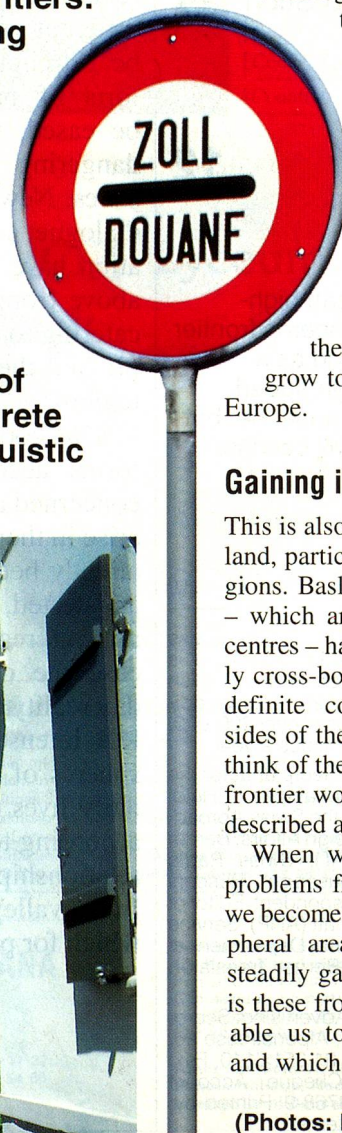 ZOLL
DOUANE
of
rete
uistic
the
grow to
Europe.
Gaining i
This is also
land, partic
gions. Basl
– which ar
centres – ha
ly cross-bo
definite co
sides of the
think of the
frontier wo
described a
When w
problems f
we become
pheral area
steadily ga
is these fro
able us to
and which
(Photos: